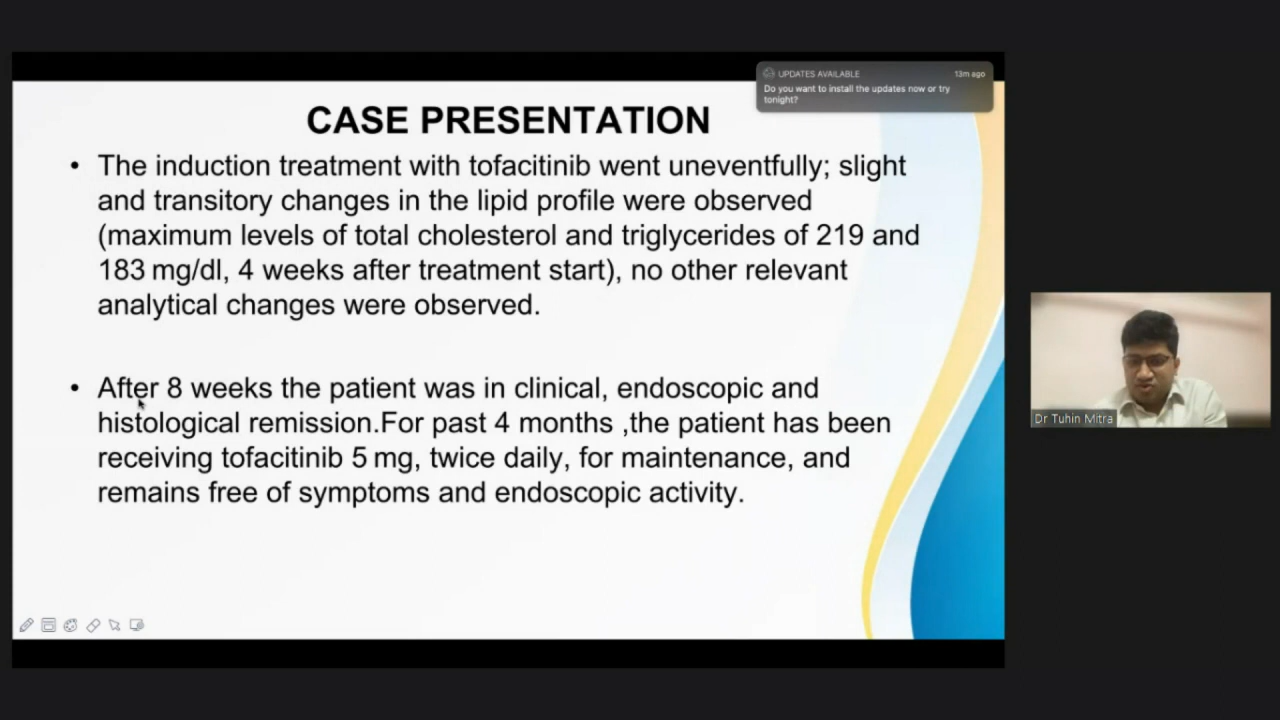 UPDATES AVAILABLE
13m ago
Do you want to install the updates now or try
tonight?
CASE PRESENTATION
• The induction treatment with tofacitinib went uneventfully; slight
and transitory changes in the lipid profile were observed
(maximum levels of total cholesterol and triglycerides of 219 and
183 mg/dl, 4 weeks after treatment start), no other relevant
analytical changes were observed.
• After 8 weeks the patient was in clinical, endoscopic and
histological remission.For past 4 months ,the patient has been
receiving tofacitinib 5 mg, twice daily, for maintenance, and
remains free of symptoms and endoscopic activity.
Dr Tuhin Mitra